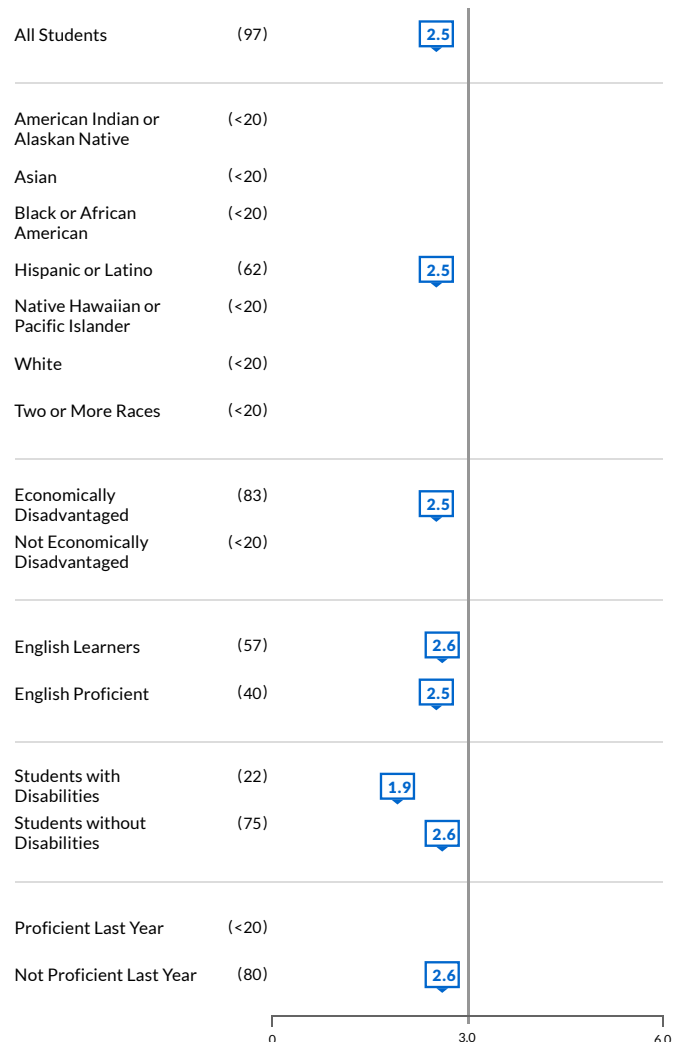 All Students (97) 2.5
American Indian or (<20)
Alaskan Native
Asian (<20)
Black or African (<20)
American
Hispanic or Latino (62) 2.5
Native Hawaiian or (<20)
Pacific Islander
White (<20)
Two or More Races (<20)
Economically (83) 2.5
Disadvantaged
Not Economically (<20)
Disadvantaged
English Learners (57) 2.6
English Proficient (40) 2.5
Students with (22) 1.9
Disabilities
Students without (75) 2.6
Disabilities
Proficient Last Year (<20)
Not Proficient Last Year (80) 2.6
0 3.0 6.0